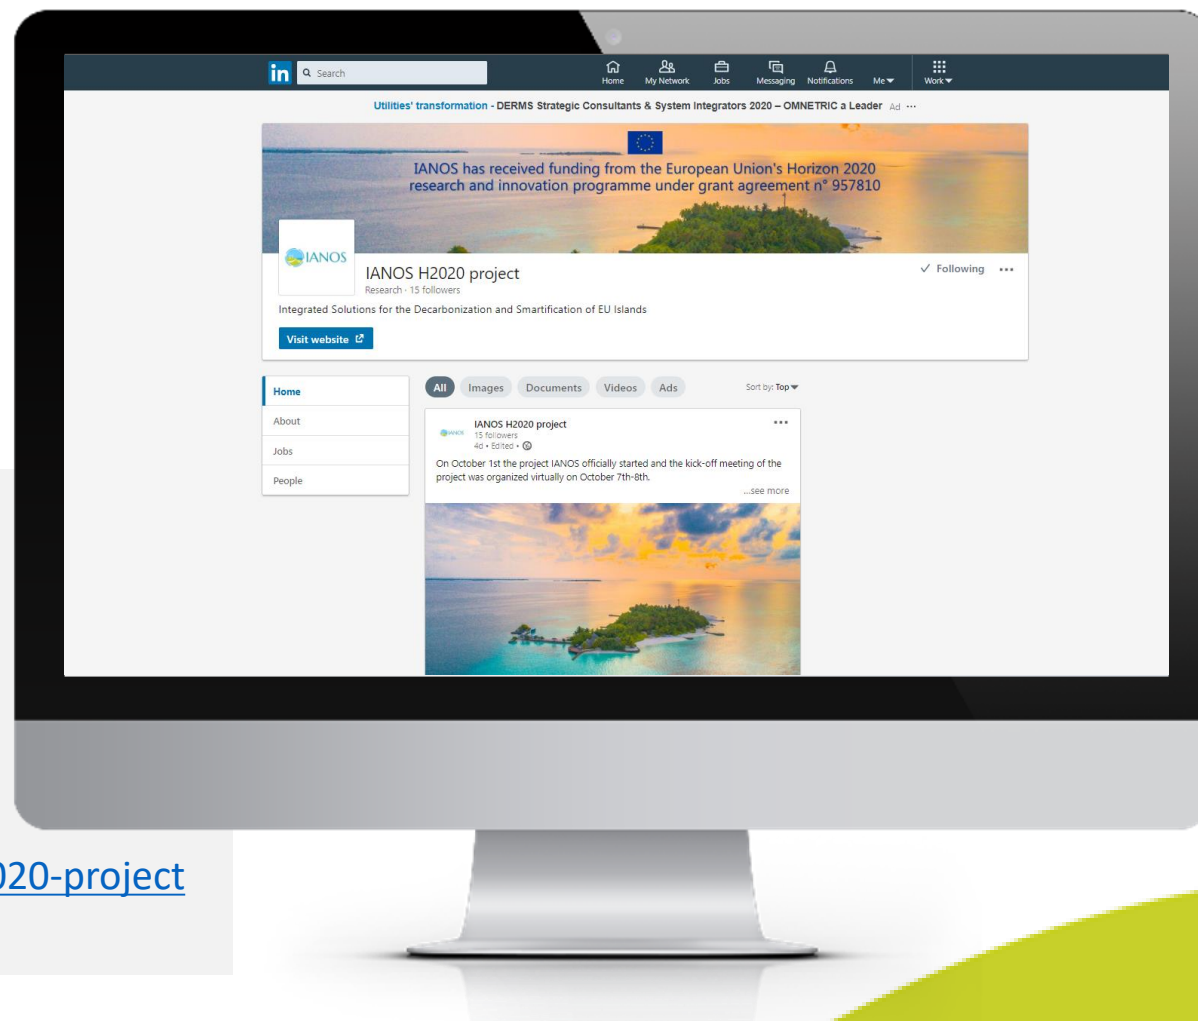 in
Search
Home
My Network
Jobs
Messaging
Notifications
Me
Work
Utilities' transformation - DERMS Strategic Consultants & System Integrators 2020 – OMNETRIC a Leader Ad ...
IANOS has received funding from the European Union's Horizon 2020
research and innovation programme under grant agreement n° 957810
IANOS
IANOS H2020 project
Research · 15 followers
✓ Following ...
Integrated Solutions for the Decarbonization and Smartification of EU Islands
Visit website
Home
About
Jobs
People
All
Images
Documents
Videos
Ads
Sort by: Top
IANOS
IANOS H2020 project
15 followers
4d • Edited •
...
On October 1st the project IANOS officially started and the kick-off meeting of the
project was organized virtually on October 7th-8th.
...see more
020-project